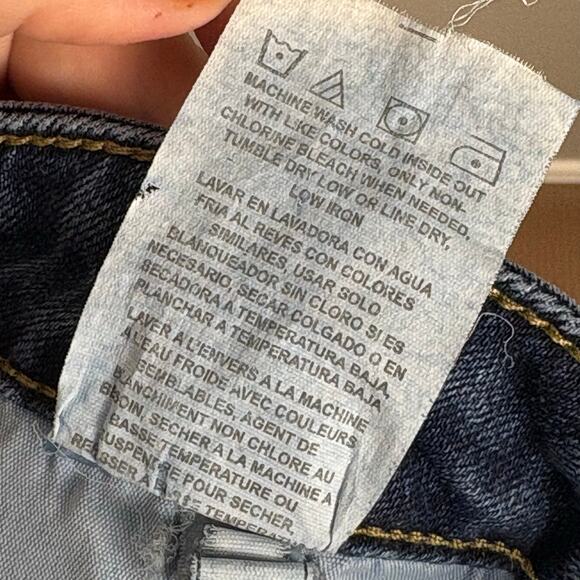 MACHINE WASH COLD INSIDE OUT
WITH LIKE COLORS, ONLY NON-
CHLORINE BLEACH WHEN NEEDED.
TUMBLE DRY LOW OR LINE DRY,
LOW IRON
LAVAR EN LAVADORA CON AGUA
FRIA AL REVES CON COLORES
SIMILARES, USAR SOLO
BLANQUEADOR SIN CLORO SI ES
NECESARIO, SECAR COLGADO O EN
SECADORA A TEMPERATURA BAJA,
PLANCHAR A TEMPERATURA BAJA
LAVER A L'ENVERS A LA MACHINE
A L'EAU FROIDE AVEC COULEURS
SEMBLABLES, AGENT DE
BLANCHIMENT NON CHLORE AU
BESOIN, SECHER A LA MACHINE A
BASSE TEMPERATURE OU
SUSPENDRE POUR SECHER,